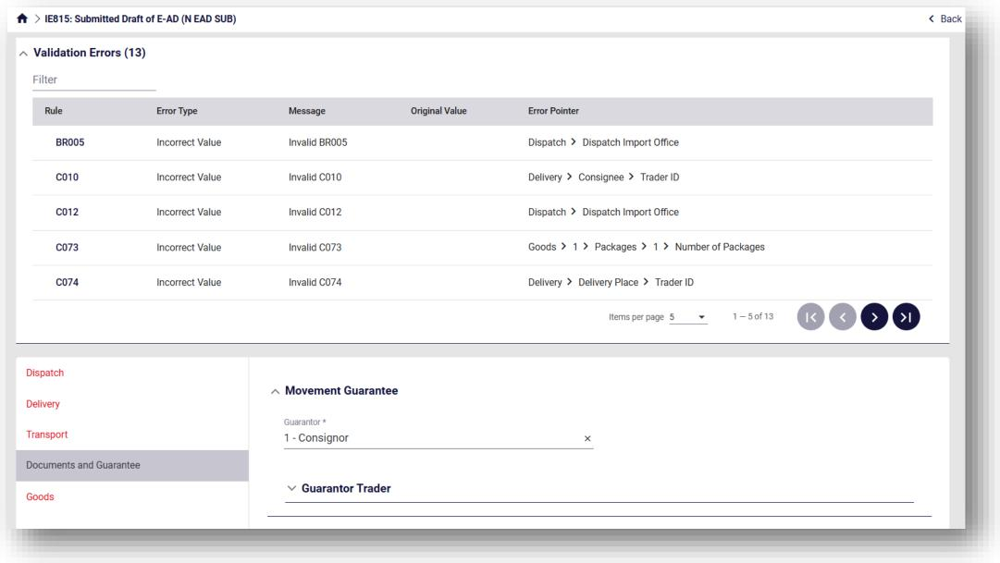 IE815: Submitted Draft of E-AD (N EAD SUB) Back
Validation Errors (13)
Filter
Rule Error Type Message Original Value Error Pointer
BR005 Incorrect Value Invalid BR005 Dispatch > Dispatch Import Office
C010 Incorrect Value Invalid C010 Delivery > Consignee > Trader ID
C012 Incorrect Value Invalid C012 Dispatch > Dispatch Import Office
C073 Incorrect Value Invalid C073 Goods > 1 > Packages > 1 > Number of Packages
C074 Incorrect Value Invalid C074 Delivery > Delivery Place > Trader ID
Items per page 5 1 – 5 of 13
Dispatch
Delivery
Transport
Documents and Guarantee
Goods
Movement Guarantee
Guarantor *
1 - Consignor ×
Guarantor Trader